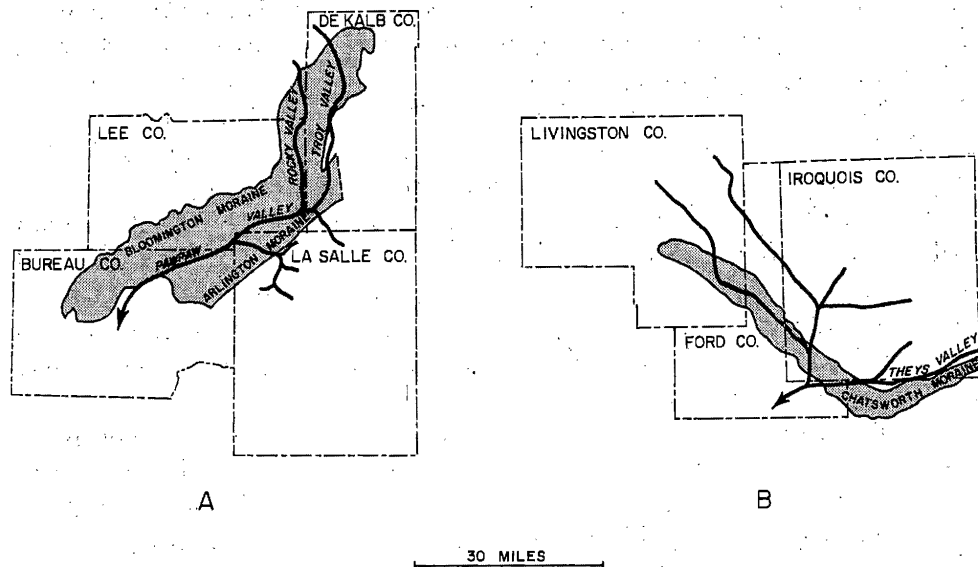 DE KALB CO.
LEE CO.
ROCKY VALLEY
TROY VALLEY
BLOOMINGTON MORAINE
PAWPAW VALLEY
ARLINGTON MORAINE
BUREAU CO.
LA SALLE CO.
A
LIVINGSTON CO.
IROQUOIS CO.
FORD CO.
THEYS VALLEY
CHATSWORTH MORAINE
B
30 MILES